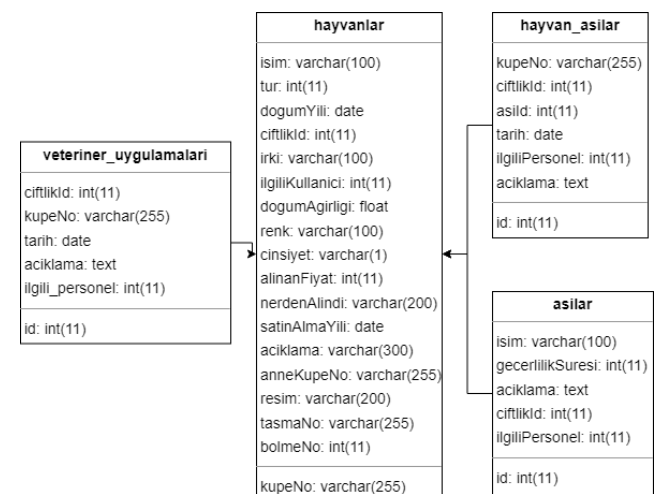 veteriner_uygulamalari
ciftlikId: int(11)
kupeNo: varchar(255)
tarih: date
aciklama: text
ilgili_personel: int(11)
id: int(11)
hayvanlar
isim: varchar(100)
tur: int(11)
dogumYili: date
ciftlikId: int(11)
irki: varchar(100)
ilgiliKullanici: int(11)
dogumAgirligi: float
renk: varchar(100)
cinsiyet: varchar(1)
alinanFiyat: int(11)
nerdenAlindi: varchar(200)
satinAlmaYili: date
aciklama: varchar(300)
anneKupeNo: varchar(255)
resim: varchar(200)
tasmaNo: varchar(255)
bolmeNo: int(11)
kupeNo: varchar(255)
hayvan_asilar
kupeNo: varchar(255)
ciftlikId: int(11)
asiId: int(11)
tarih: date
ilgiliPersonel: int(11)
aciklama: text
id: int(11)
asilar
isim: varchar(100)
gecerlilikSuresi: int(11)
aciklama: text
ciftlikId: int(11)
ilgiliPersonel: int(11)
id: int(11)